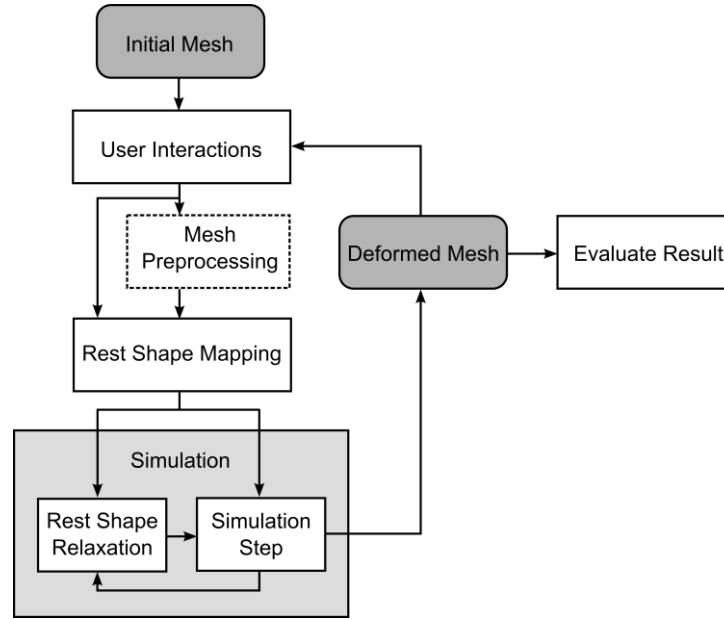 Initial Mesh
User Interactions
Mesh
Preprocessing
Deformed Mesh
Evaluate Result
Rest Shape Mapping
Simulation
Rest Shape
Relaxation
Simulation
Step